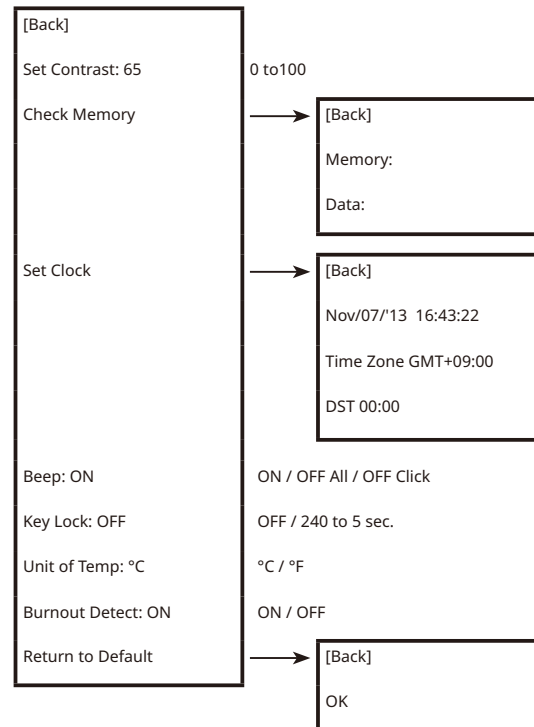 [Back]
Set Contrast: 65 0 to100
Check Memory [Back]
Memory:
Data:
Set Clock [Back]
Nov/07/'13 16:43:22
Time Zone GMT+09:00
DST 00:00
Beep: ON ON / OFF All / OFF Click
Key Lock: OFF OFF / 240 to 5 sec.
Unit of Temp: °C °C / °F
Burnout Detect: ON ON / OFF
Return to Default [Back]
OK